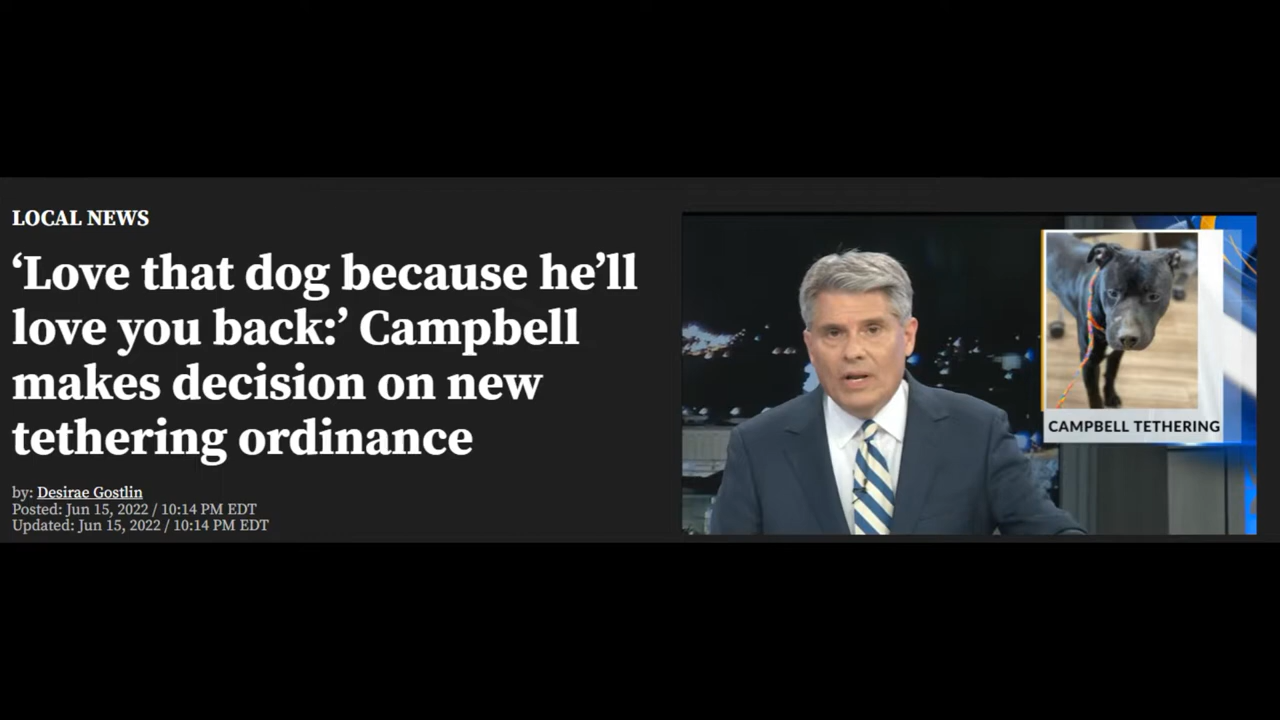 LOCAL NEWS
‘Love that dog because he’ll
love you back:’ Campbell
makes decision on new
tethering ordinance
by: Desirae Gostlin
Posted: Jun 15, 2022 / 10:14 PM EDT
Updated: Jun 15, 2022 / 10:14 PM EDT
CAMPBELL TETHERING